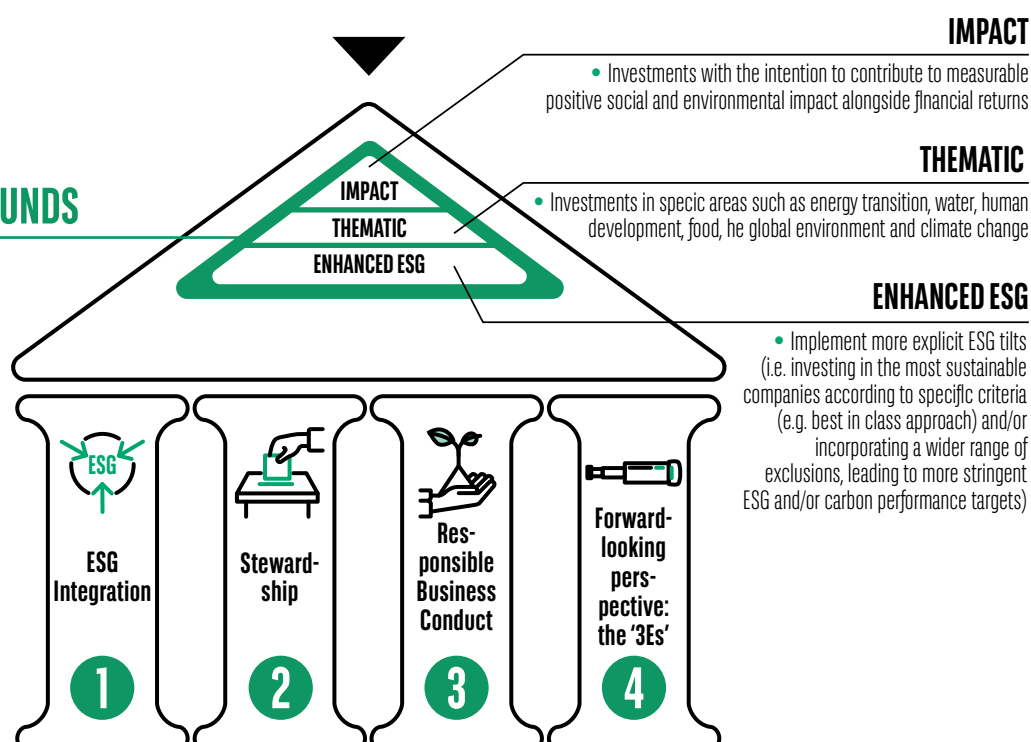 IMPACT
• Investments with the intention to contribute to measurable
positive social and environmental impact alongside financial returns
THEMATIC
• Investments in specic areas such as energy transition, water, human
development, food, he global environment and climate change
ENHANCED ESG
• Implement more explicit ESG tilts
(i.e. investing in the most sustainable
companies according to specific criteria
(e.g. best in class approach) and/or
incorporating a wider range of
exclusions, leading to more stringent
ESG and/or carbon performance targets)
UNDS
IMPACT
THEMATIC
ENHANCED ESG
ESG
ESG
Integration
1
Steward-
ship
2
Res-
ponsible
Business
Conduct
3
Forward-
looking
pers-
pective:
the '3Es'
4